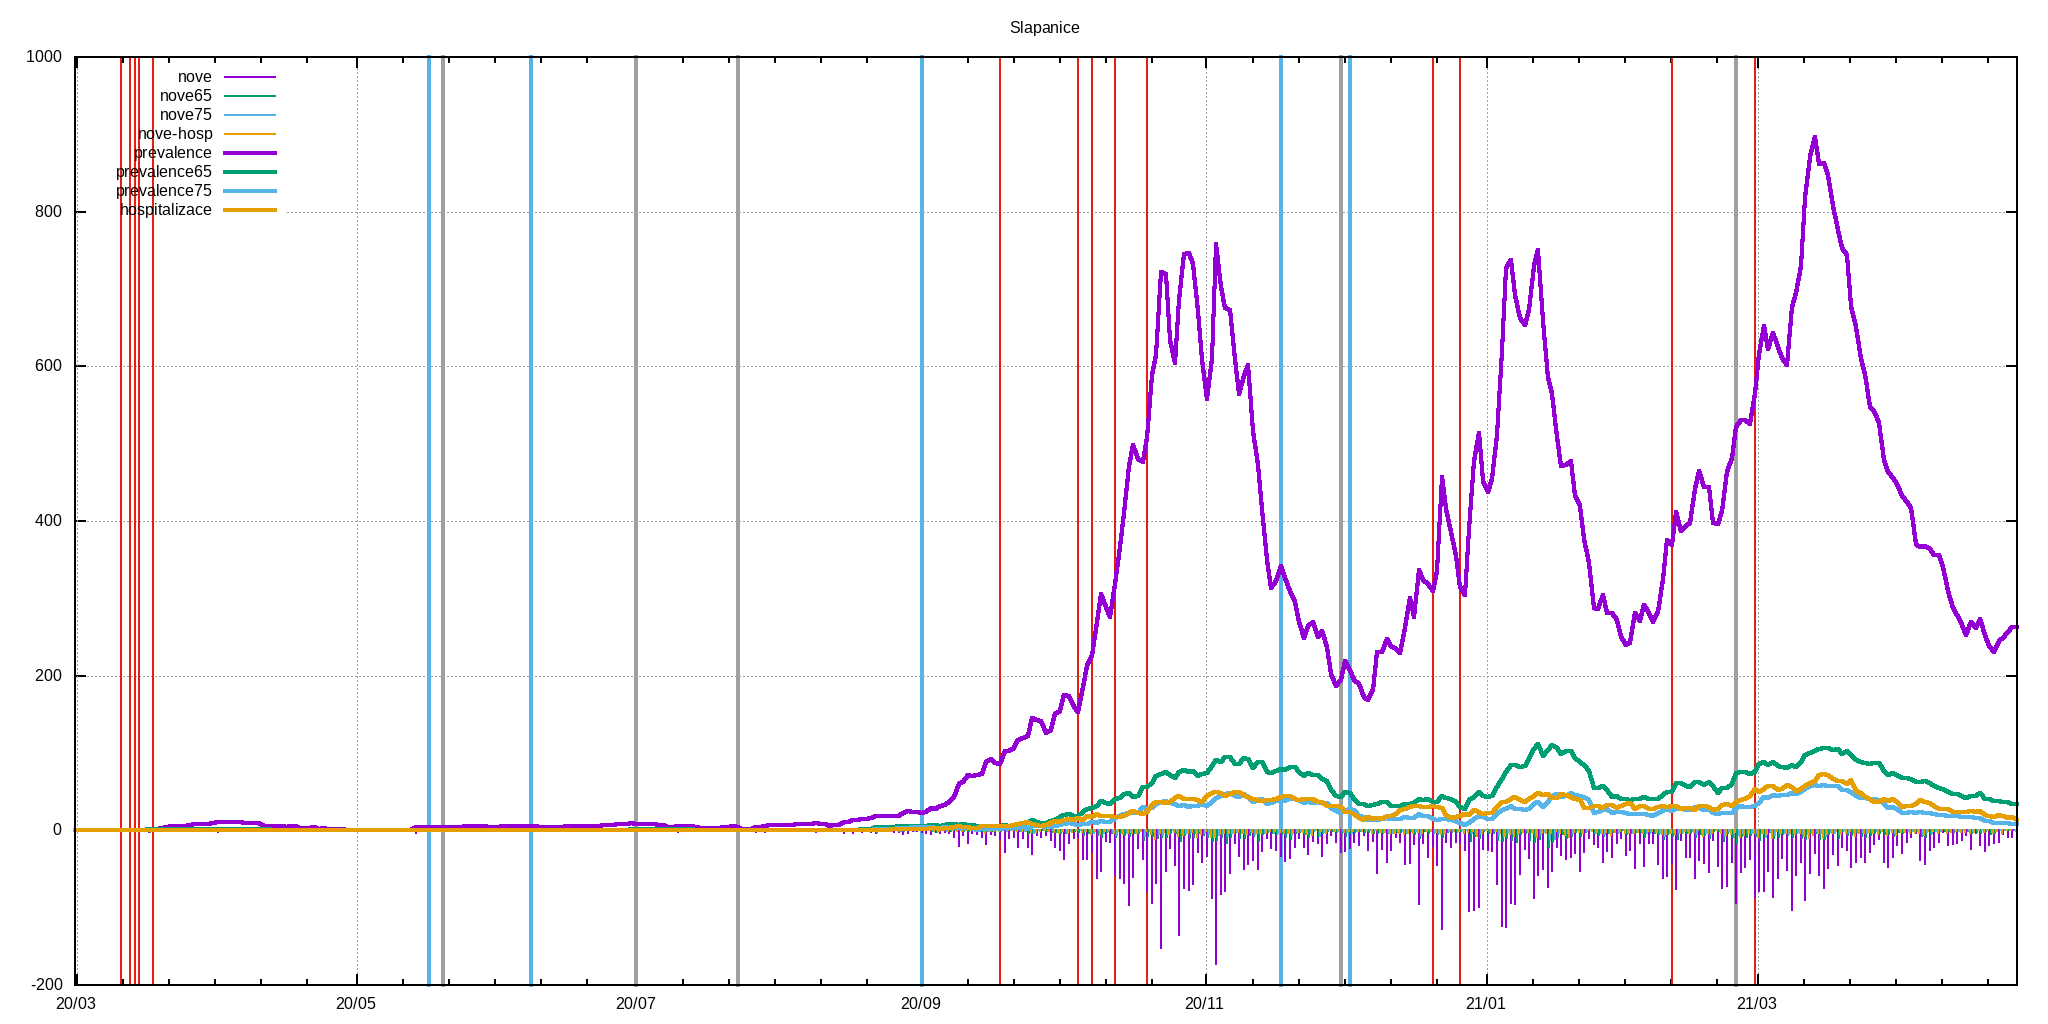 Slapanice
1000
800
600
400
200
0
-200
nove
nove65
nove75
nove-hosp
prevalence
prevalence65
prevalence75
hospitalizace
20/03
20/05
20/07
20/09
20/11
21/01
21/03